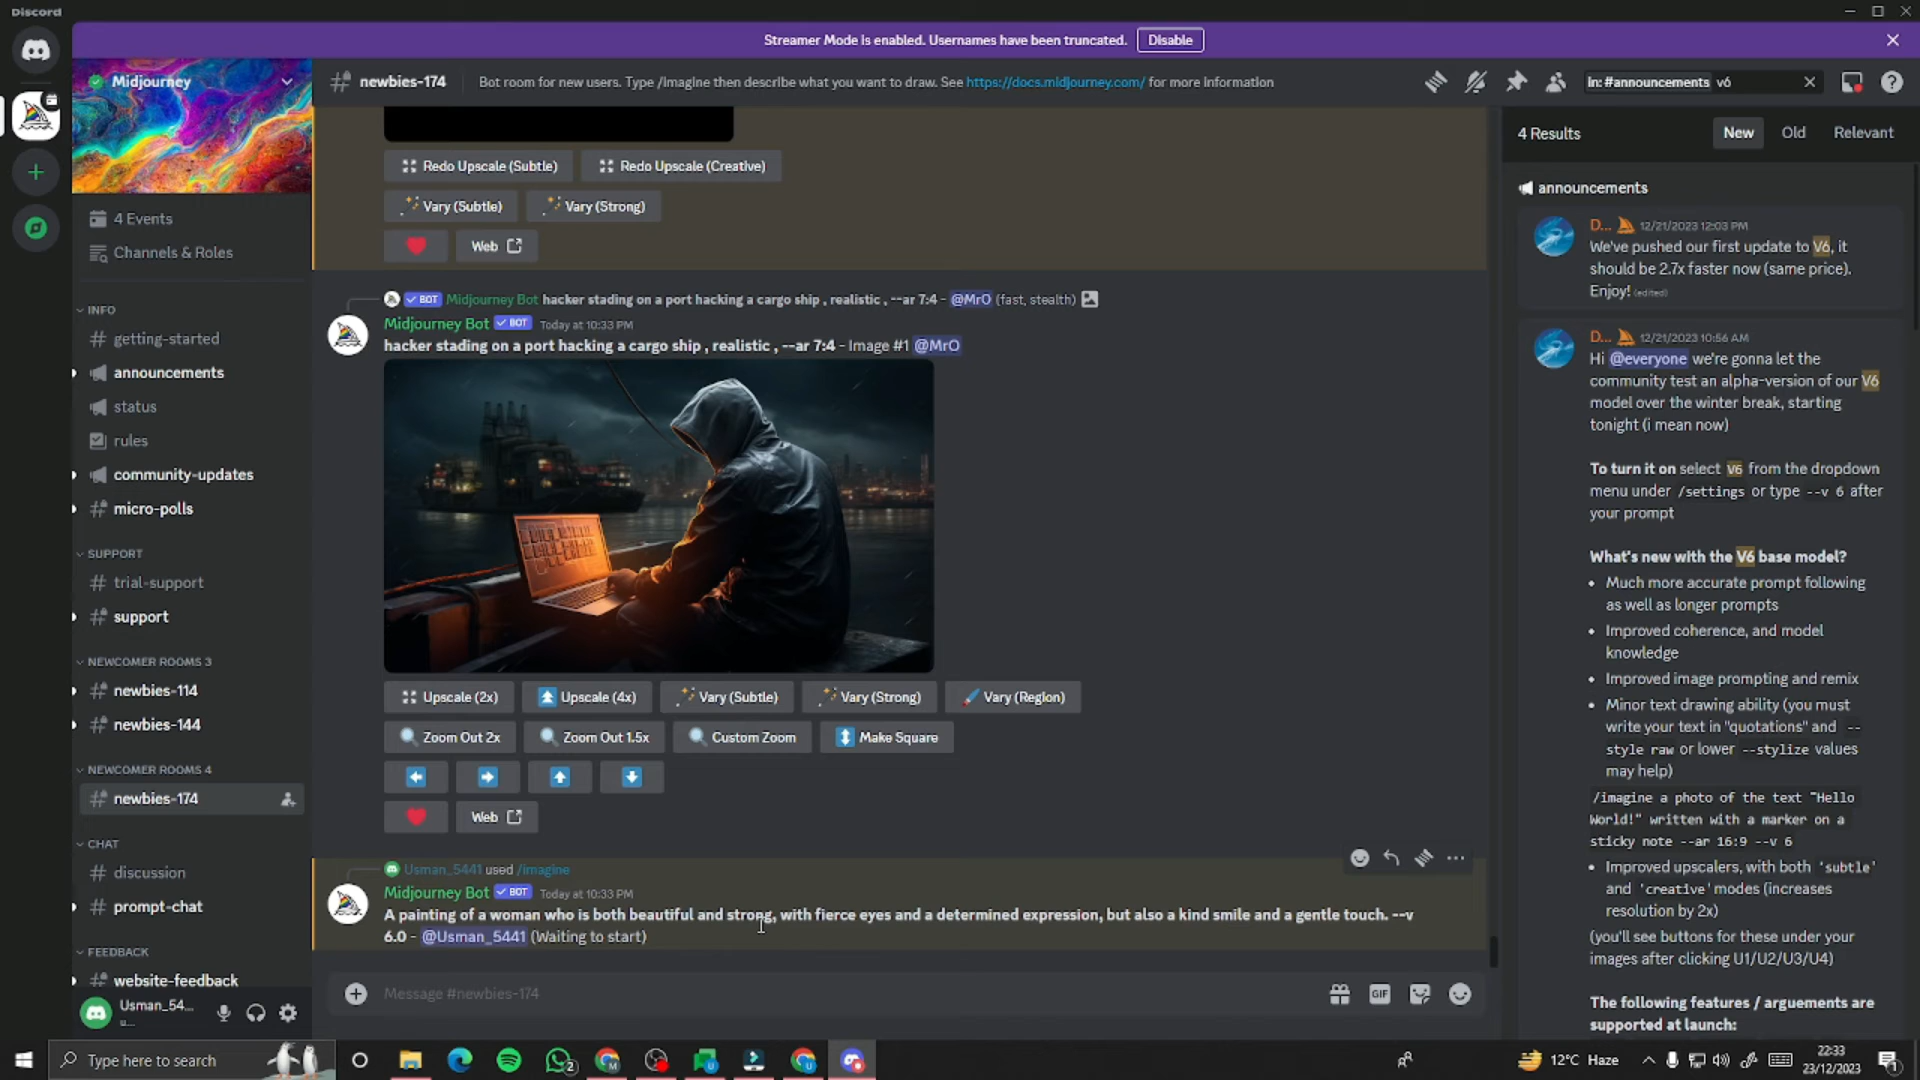 Discord
Streamer Mode is enabled. Usernames have been truncated.
Disable
Midjourney
4 Events
Channels & Roles
INFO
getting-started
announcements
status
rules
community-updates
micro-polls
SUPPORT
trial-support
support
NEWCOMER ROOMS 3
newbies-114
newbies-144
NEWCOMER ROOMS 4
newbies-174
CHAT
discussion
prompt-chat
FEEDBACK
website-feedback
Usman_54...
u...
newbies-174
Bot room for new users. Type /imagine then describe what you want to draw. See https://docs.midjourney.com/ for more information
in: #announcements v6
Redo Upscale (Subtle)
Redo Upscale (Creative)
Vary (Subtle)
Vary (Strong)
Web
BOT Midjourney Bot hacker stading on a port hacking a cargo ship , realistic , --ar 7:4 - @MrO (fast, stealth)
Midjourney Bot BOT Today at 10:33 PM
hacker stading on a port hacking a cargo ship , realistic , --ar 7:4 - Image #1 @MrO
Upscale (2x)
Upscale (4x)
Vary (Subtle)
Vary (Strong)
Vary (Region)
Zoom Out 2x
Zoom Out 1.5x
Custom Zoom
Make Square
Web
Usman_5441 used /imagine
Midjourney Bot BOT Today at 10:33 PM
A painting of a woman who is both beautiful and strong, with fierce eyes and a determined expression, but also a kind smile and a gentle touch. --v
6.0 - @Usman_5441 (Waiting to start)
Message #newbies-174
GIF
4 Results
New
Old
Relevant
announcements
D... 12/21/2023 12:03 PM
We've pushed our first update to V6, it
should be 2.7x faster now (same price).
Enjoy! (edited)
D... 12/21/2023 10:56 AM
Hi @everyone we're gonna let the
community test an alpha-version of our V6
model over the winter break, starting
tonight (i mean now)
To turn it on select V6 from the dropdown
menu under /settings or type --v 6 after
your prompt
What's new with the V6 base model?
• Much more accurate prompt following
as well as longer prompts
• Improved coherence, and model
knowledge
• Improved image prompting and remix
• Minor text drawing ability (you must
write your text in "quotations" and --
style raw or lower --stylize values
may help)
/imagine a photo of the text "Hello
World!" written with a marker on a
sticky note --ar 16:9 --v 6
• Improved upscalers, with both 'subtle'
and 'creative' modes (increases
resolution by 2x)
(you'll see buttons for these under your
images after clicking U1/U2/U3/U4)
The following features / arguements are
supported at launch:
Type here to search
2
12°C Haze
22:33
23/12/2023
1